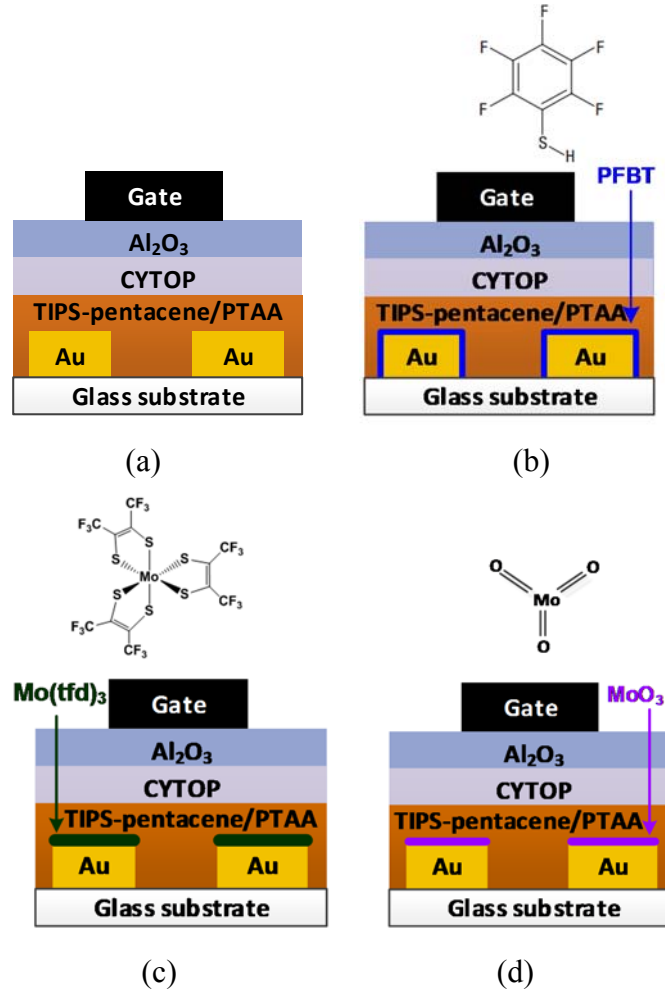 F
F F
F F
S
H
PFBT
Gate
Al₂O₃
CYTOP
TIPS-pentacene/PTAA
Au Au
Glass substrate
(a)
Gate
Al₂O₃
CYTOP
TIPS-pentacene/PTAA
Au Au
Glass substrate
(b)
CF₃
F₃C CF₃
S S S
Mo
S S S
F₃C CF₃
CF₃
Mo(tfd)₃
Gate
Al₂O₃
CYTOP
TIPS-pentacene/PTAA
Au Au
Glass substrate
(c)
O O
Mo
O
MoO₃
Gate
Al₂O₃
CYTOP
TIPS-pentacene/PTAA
Au Au
Glass substrate
(d)